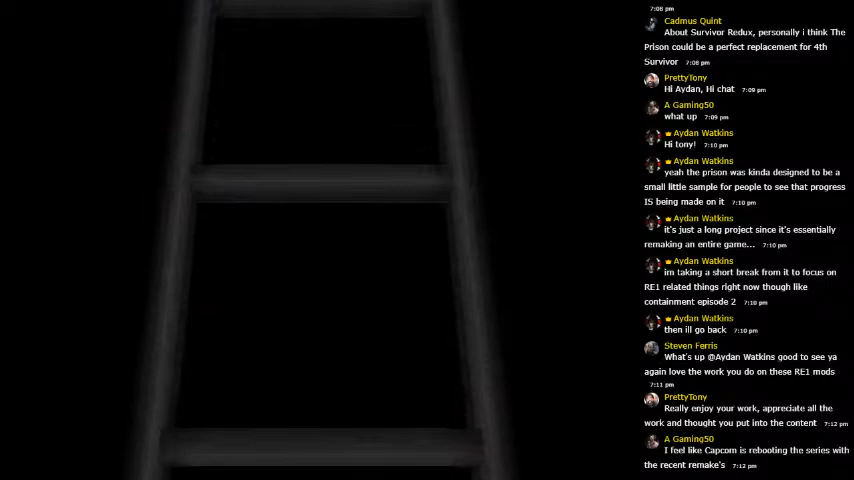 7:08 pm
Cadmus Quint
About Survivor Redux, personally i think The
Prison could be a perfect replacement for 4th
Survivor 7:08 pm
PrettyTony
Hi Aydan, Hi chat 7:09 pm
A Gaming50
what up 7:09 pm
Aydan Watkins
Hi tony! 7:10 pm
Aydan Watkins
yeah the prison was kinda designed to be a
small little sample for people to see that progress
IS being made on it 7:10 pm
Aydan Watkins
it's just a long project since it's essentially
remaking an entire game... 7:10 pm
Aydan Watkins
im taking a short break from it to focus on
RE1 related things right now though like
containment episode 2 7:10 pm
Aydan Watkins
then ill go back 7:10 pm
Steven Ferris
What's up @Aydan Watkins good to see ya
again love the work you do on these RE1 mods
7:11 pm
PrettyTony
Really enjoy your work, appreciate all the
work and thought you put into the content 7:12 pm
A Gaming50
I feel like Capcom is rebooting the series with
the recent remake's 7:12 pm